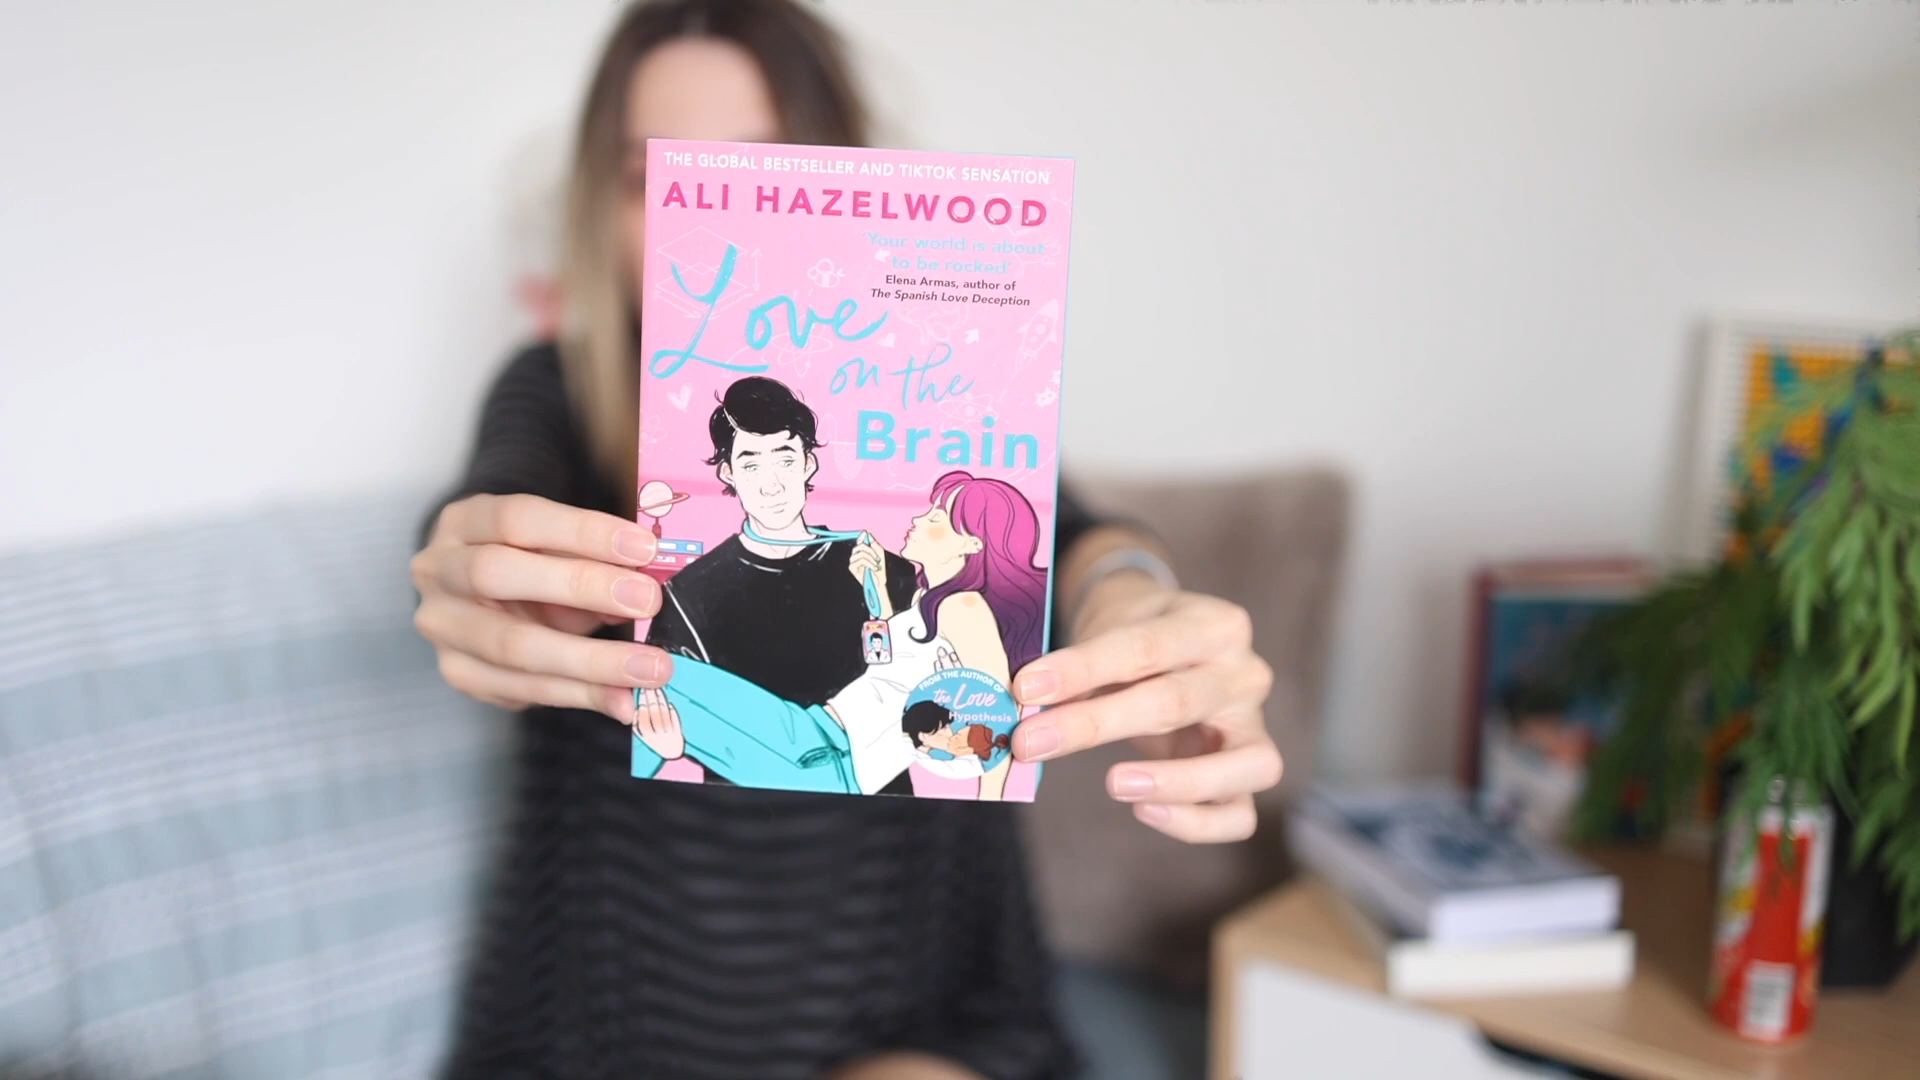 THE GLOBAL BESTSELLER AND TIKTOK SENSATION
ALI HAZELWOOD
'Your world is about
to be rocked'
Elena Armas, author of
The Spanish Love Deception
Love
on the
Brain
FROM THE AUTHOR OF
the Love
Hypothesis